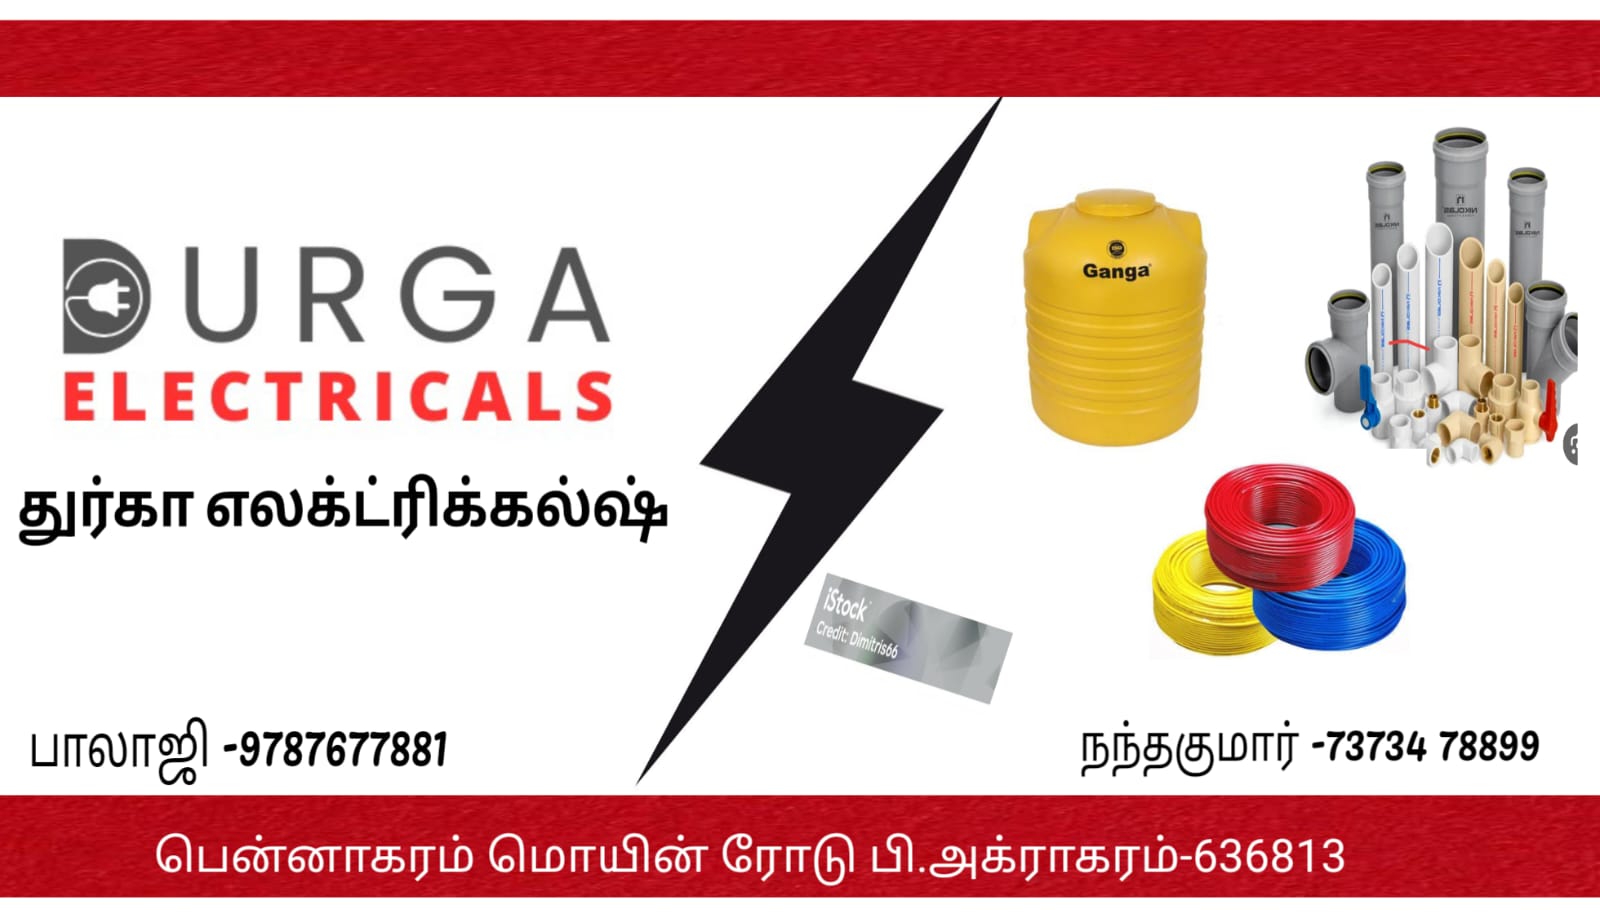 DURGA
ELECTRICALS
துர்கா எலக்ட்ரிக்கல்ஷ்
Ganga
iStock
Credit: Dimitris66
பாலாஜி -9787677881
நந்தகுமார் -73734 78899
பென்னாகரம் மொயின் ரோடு பி.அக்ராகரம்-636813